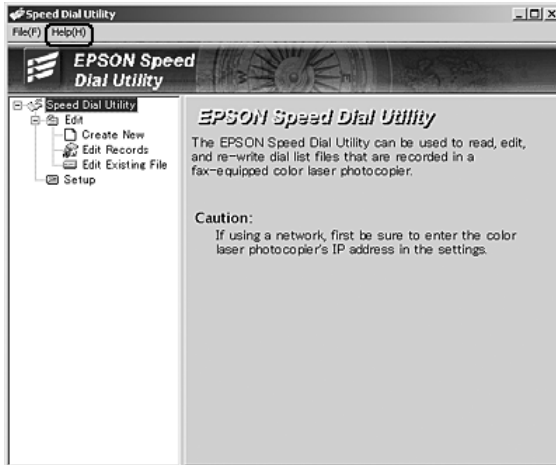 Speed Dial Utility
File(F) Help(H)
EPSON Speed
Dial Utility
Speed Dial Utility
Edit
Create New
Edit Records
Edit Existing File
Setup
EPSON Speed Dial Utility
The EPSON Speed Dial Utility can be used to read, edit,
and re-write dial list files that are recorded in a
fax-equipped color laser photocopier.
Caution:
If using a network, first be sure to enter the color
laser photocopier's IP address in the settings.